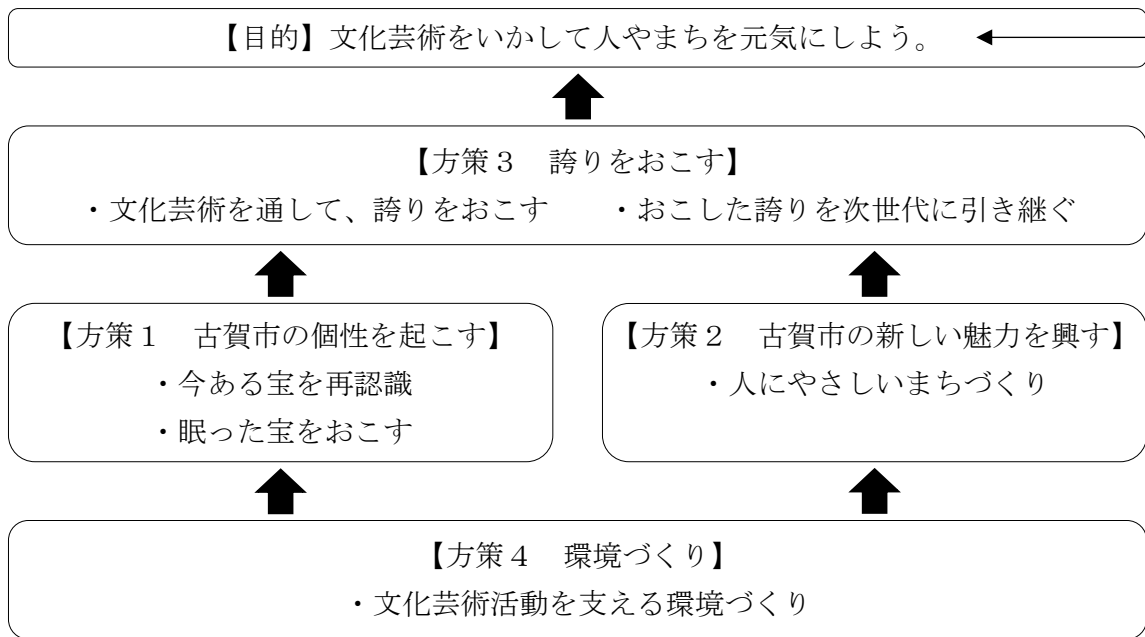 【目的】文化芸術をいかして人やまちを元気にしよう。
【方策３　誇りをおこす】
・文化芸術を通して、誇りをおこす　　・おこした誇りを次世代に引き継ぐ
【方策１　古賀市の個性を起こす】
・今ある宝を再認識
・眠った宝をおこす
【方策２　古賀市の新しい魅力を興す】
・人にやさしいまちづくり
【方策４　環境づくり】
・文化芸術活動を支える環境づくり